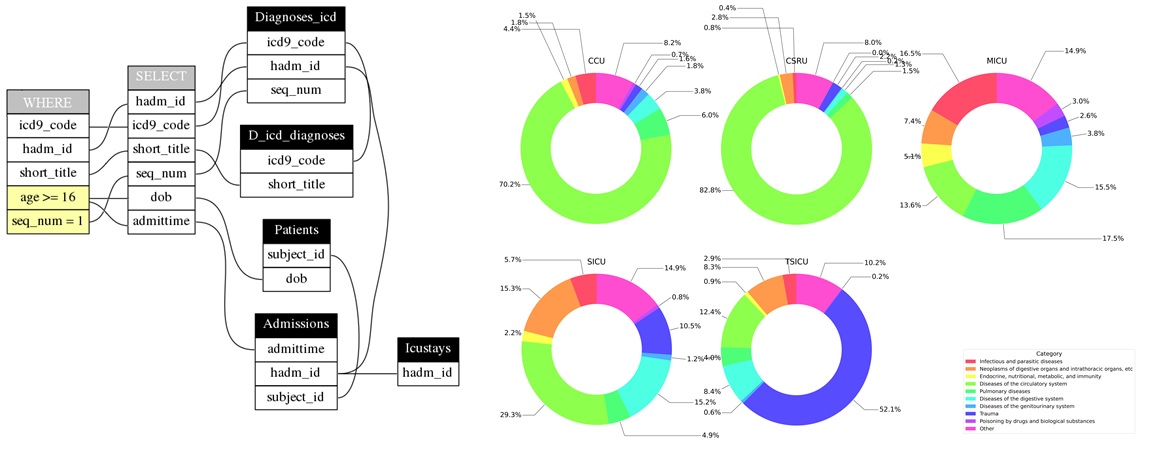 WHERE
icd9_code
hadm_id
short_title
age >= 16
seq_num = 1
SELECT
hadm_id
icd9_code
short_title
seq_num
dob
admittime
Diagnoses_icd
icd9_code
hadm_id
seq_num
D_icd_diagnoses
icd9_code
short_title
Patients
subject_id
dob
Admissions
admittime
hadm_id
subject_id
Icustays
hadm_id
CCU
1.5%
1.8%
4.4%
8.2%
0.7%
1.6%
1.8%
3.8%
6.0%
70.2%
CSRU
0.4%
2.8%
0.8%
8.0%
0.0%
2.2%
1.3%
1.5%
82.8%
MICU
16.5%
14.9%
3.0%
2.6%
3.8%
15.5%
17.5%
13.6%
5.1%
7.4%
SICU
5.7%
14.9%
0.8%
10.5%
1.2%
15.2%
4.9%
29.3%
2.2%
15.3%
TSICU
2.9%
8.3%
0.9%
12.4%
4.0%
8.4%
0.6%
52.1%
0.2%
10.2%
Category
Infectious and parasitic diseases
Neoplasms of digestive organs and intrathoracic organs, etc
Endocrine, nutritional, metabolic, and immunity
Diseases of the circulatory system
Pulmonary diseases
Diseases of the digestive system
Diseases of the genitourinary system
Trauma
Poisoning by drugs and biological substances
Other